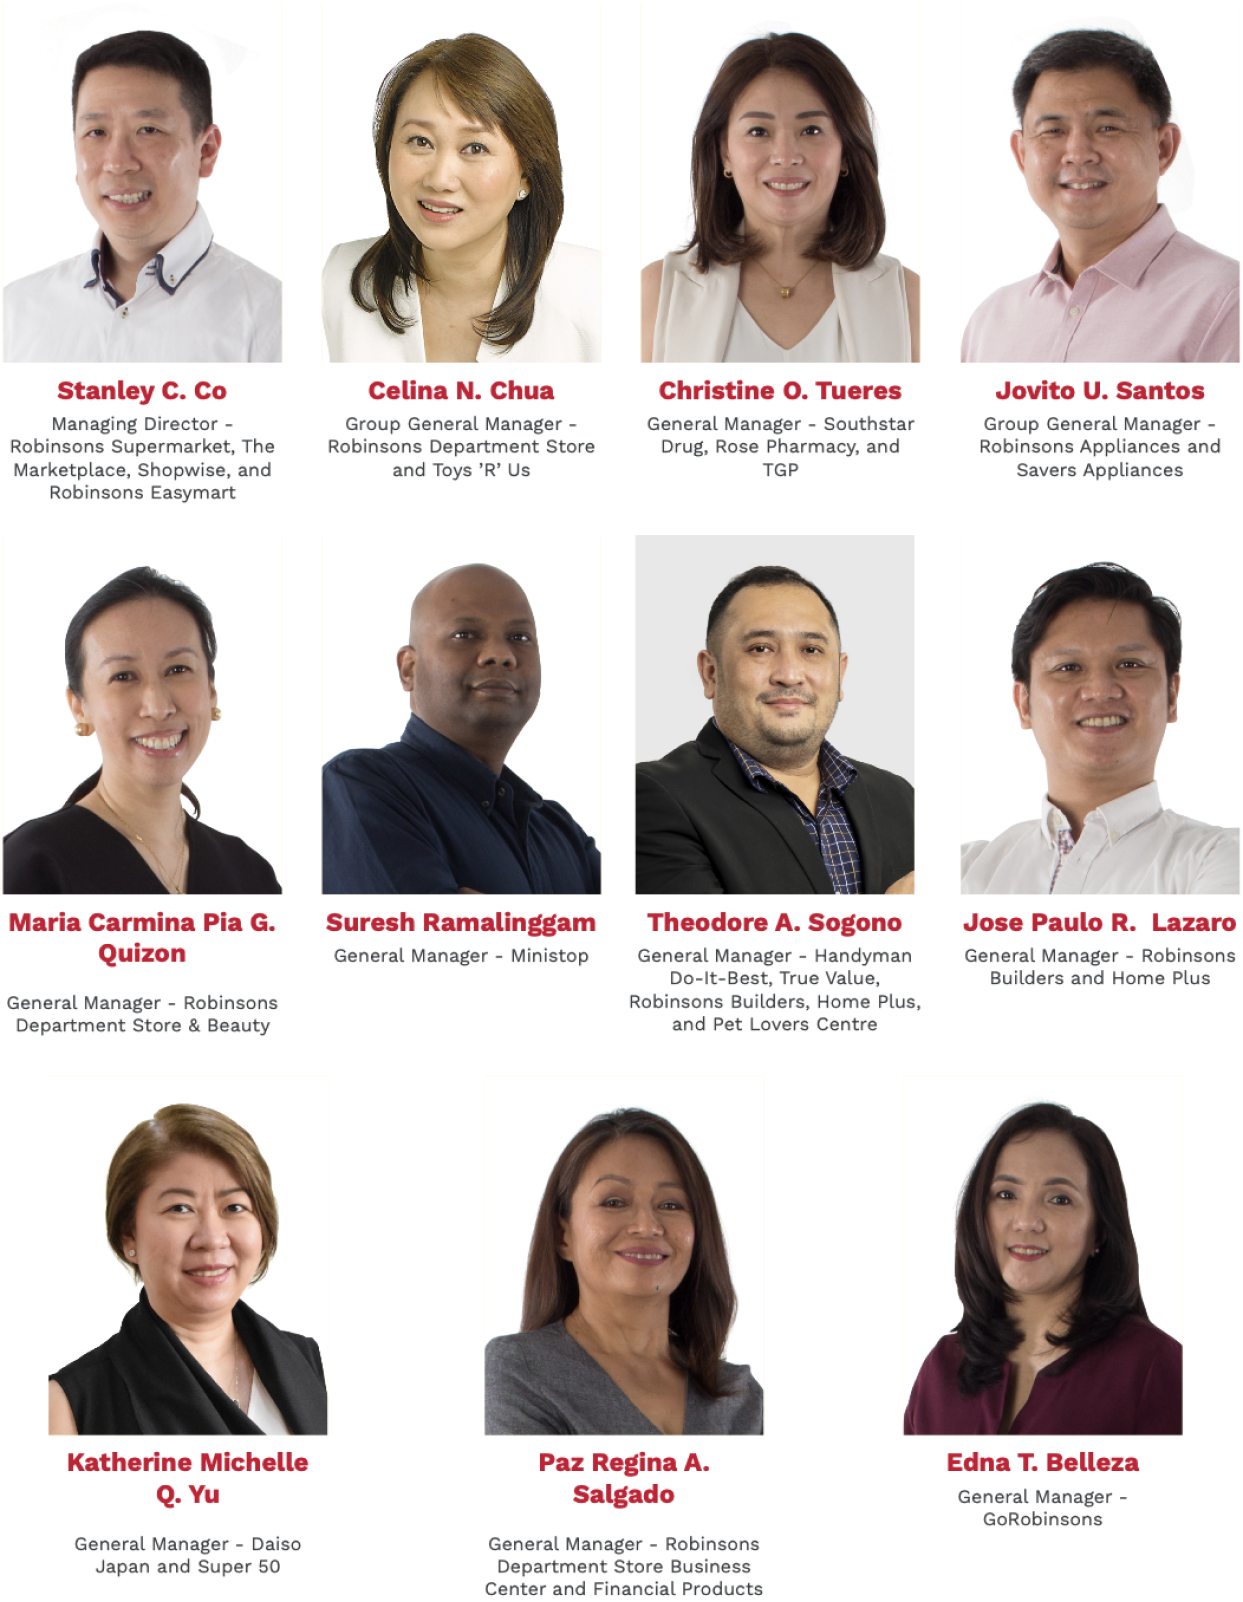 Stanley C. Co
Managing Director -
Robinsons Supermarket, The
Marketplace, Shopwise, and
Robinsons Easymart
Celina N. Chua
Group General Manager -
Robinsons Department Store
and Toys ’R’ Us
Christine O. Tueres
General Manager - Southstar
Drug, Rose Pharmacy, and
TGP
Jovito U. Santos
Group General Manager -
Robinsons Appliances and
Savers Appliances
Maria Carmina Pia G.
Quizon
General Manager - Robinsons
Department Store & Beauty
Suresh Ramalinggam
General Manager - Ministop
Theodore A. Sogono
General Manager - Handyman
Do-It-Best, True Value,
Robinsons Builders, Home Plus,
and Pet Lovers Centre
Jose Paulo R. Lazaro
General Manager - Robinsons
Builders and Home Plus
Katherine Michelle
Q. Yu
General Manager - Daiso
Japan and Super 50
Paz Regina A.
Salgado
General Manager - Robinsons
Department Store Business
Center and Financial Products
Edna T. Belleza
General Manager -
GoRobinsons